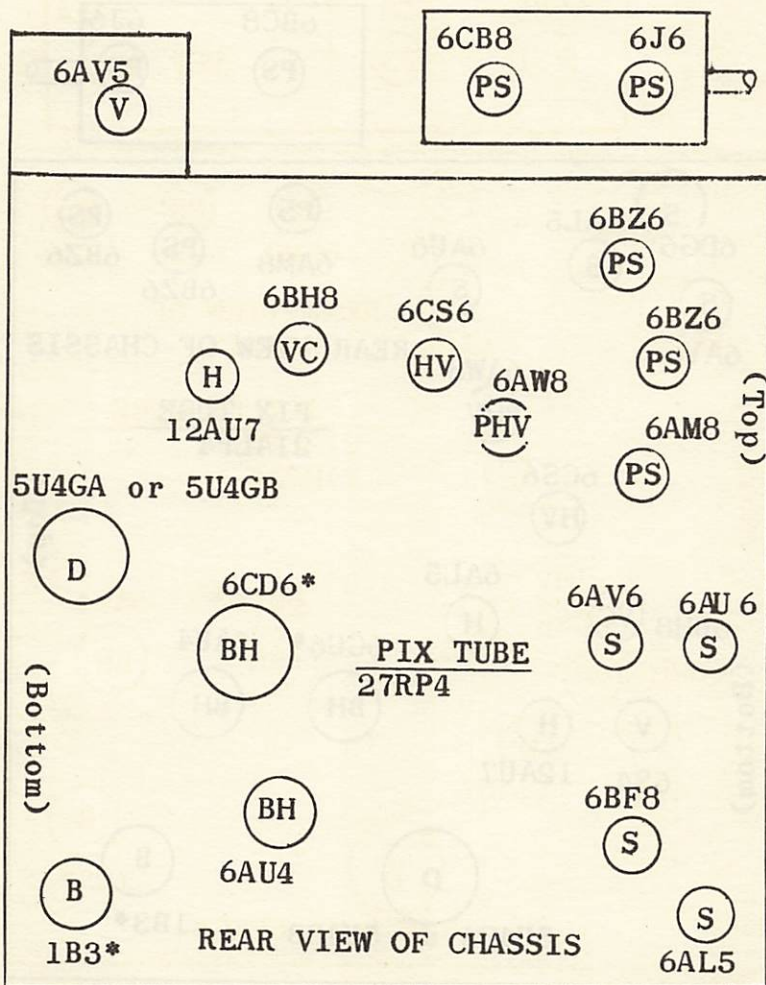 6CB8 6J6
6AV5
PS PS
V
6BZ6
PS
6BH8 6CS6 6BZ6
VC HV PS
H 6AW8
12AU7 PHV 6AM8
(Top)
PS
5U4GA or 5U4GB
D
6CD6* 6AV6 6AU6
BH S S
PIX TUBE
27RP4
(Bottom)
BH 6BF8
6AU4 S
B
1B3* REAR VIEW OF CHASSIS S
6AL5